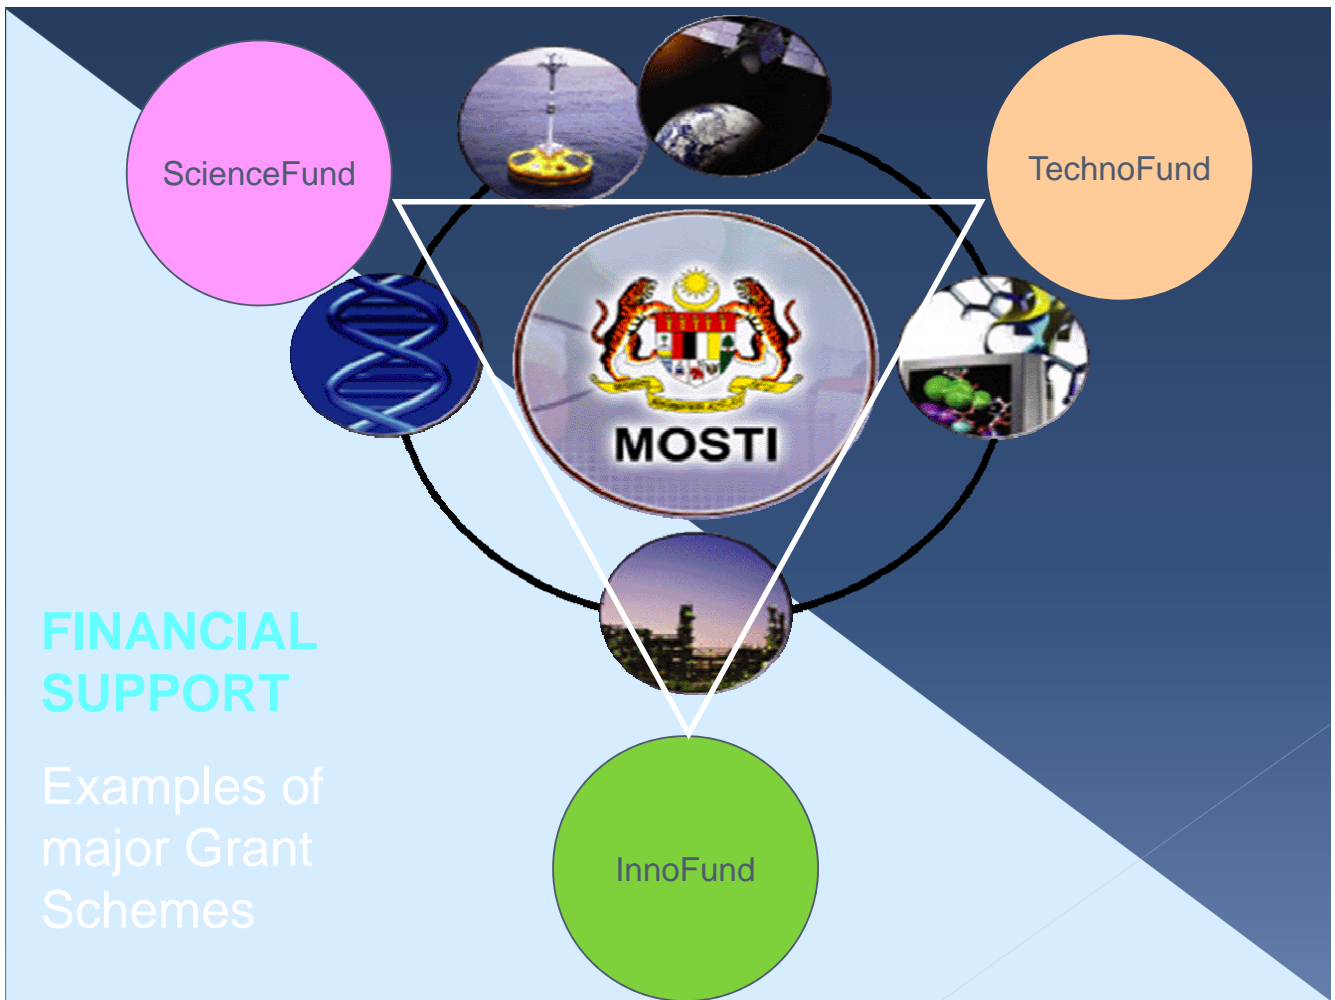 ScienceFund
TechnoFund
MOSTI
FINANCIAL
SUPPORT
Examples of
major Grant
Schemes
InnoFund